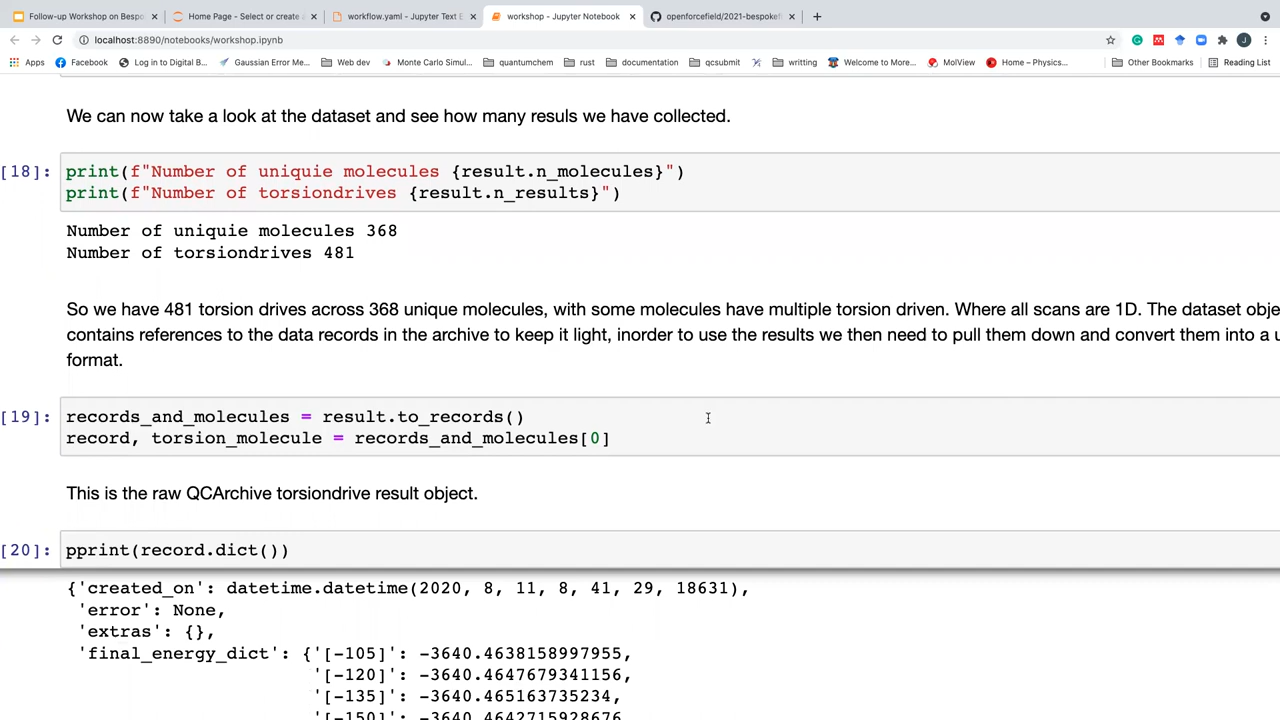 Follow-up Workshop on Bespo
Home Page - Select or create
workflow.yaml - Jupyter Text E
workshop - Jupyter Notebook
openforcefield/2021-bespokefi
localhost:8890/notebooks/workshop.ipynb
J
Apps
Facebook
Log in to Digital B...
Gaussian Error Me...
Web dev
Monte Carlo Simul...
quantumchem
rust
documentation
qcsubmit
writting
Welcome to More...
MolView
Home – Physics...
Other Bookmarks
Reading List
We can now take a look at the dataset and see how many resuls we have collected.
[18]: print(f"Number of uniquie molecules {result.n_molecules}")
print(f"Number of torsiondrives {result.n_results}")
Number of uniquie molecules 368
Number of torsiondrives 481
So we have 481 torsion drives across 368 unique molecules, with some molecules have multiple torsion driven. Where all scans are 1D. The dataset obje
contains references to the data records in the archive to keep it light, inorder to use the results we then need to pull them down and convert them into a u
format.
[19]: records_and_molecules = result.to_records()
record, torsion_molecule = records_and_molecules[0]
This is the raw QCArchive torsiondrive result object.
[20]: pprint(record.dict())
{'created_on': datetime.datetime(2020, 8, 11, 8, 41, 29, 18631),
'error': None,
'extras': {},
'final_energy_dict': {'[-105]': -3640.4638158997955,
'[-120]': -3640.4647679341156,
'[-135]': -3640.465163735234,
'[-150]': -3640.4642715928676,